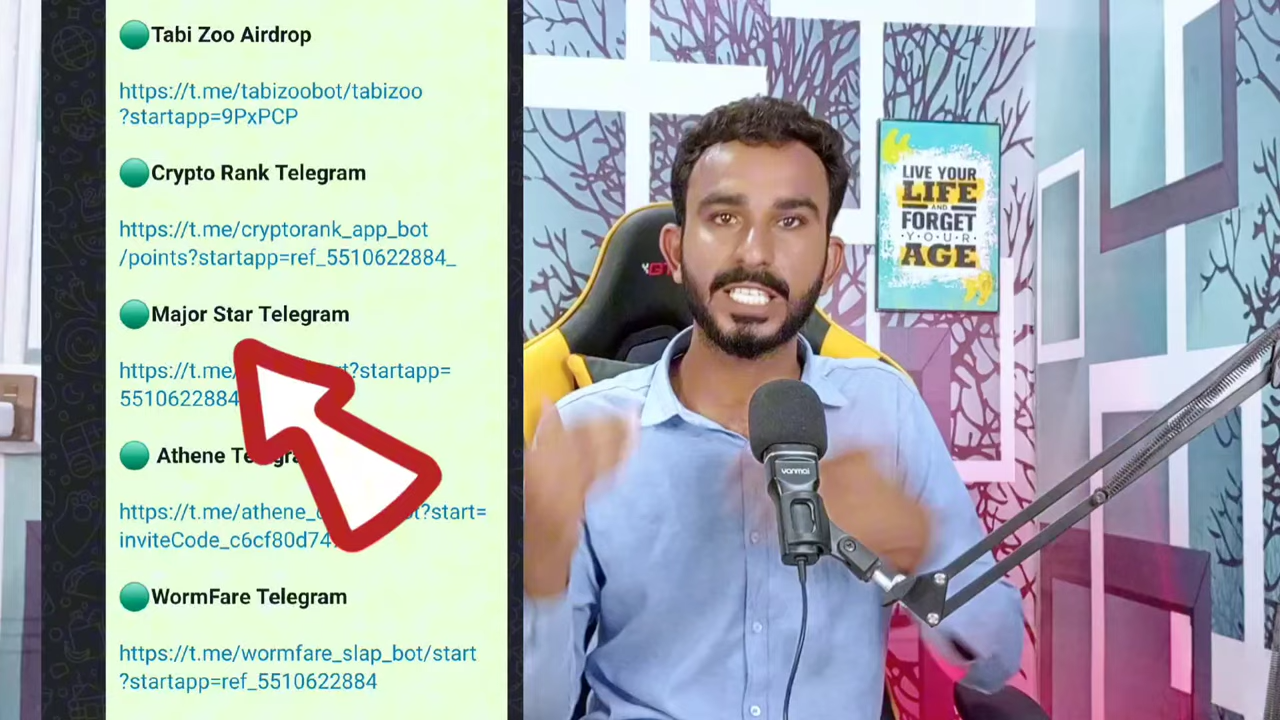 Tabi Zoo Airdrop
https://t.me/tabizoobot/tabizoo
?startapp=9PxPCP
Crypto Rank Telegram
https://t.me/cryptorank_app_bot
/points?startapp=ref_5510622884_
Major Star Telegram
https://t.me/ ?startapp=
5510622884
Athene
https://t.me/athene_ ?start=
inviteCode_c6cf80d74
WormFare Telegram
https://t.me/wormfare_slap_bot/start
?startapp=ref_5510622884
LIVE YOUR
LIFE
AND
FORGET
YOUR
AGE